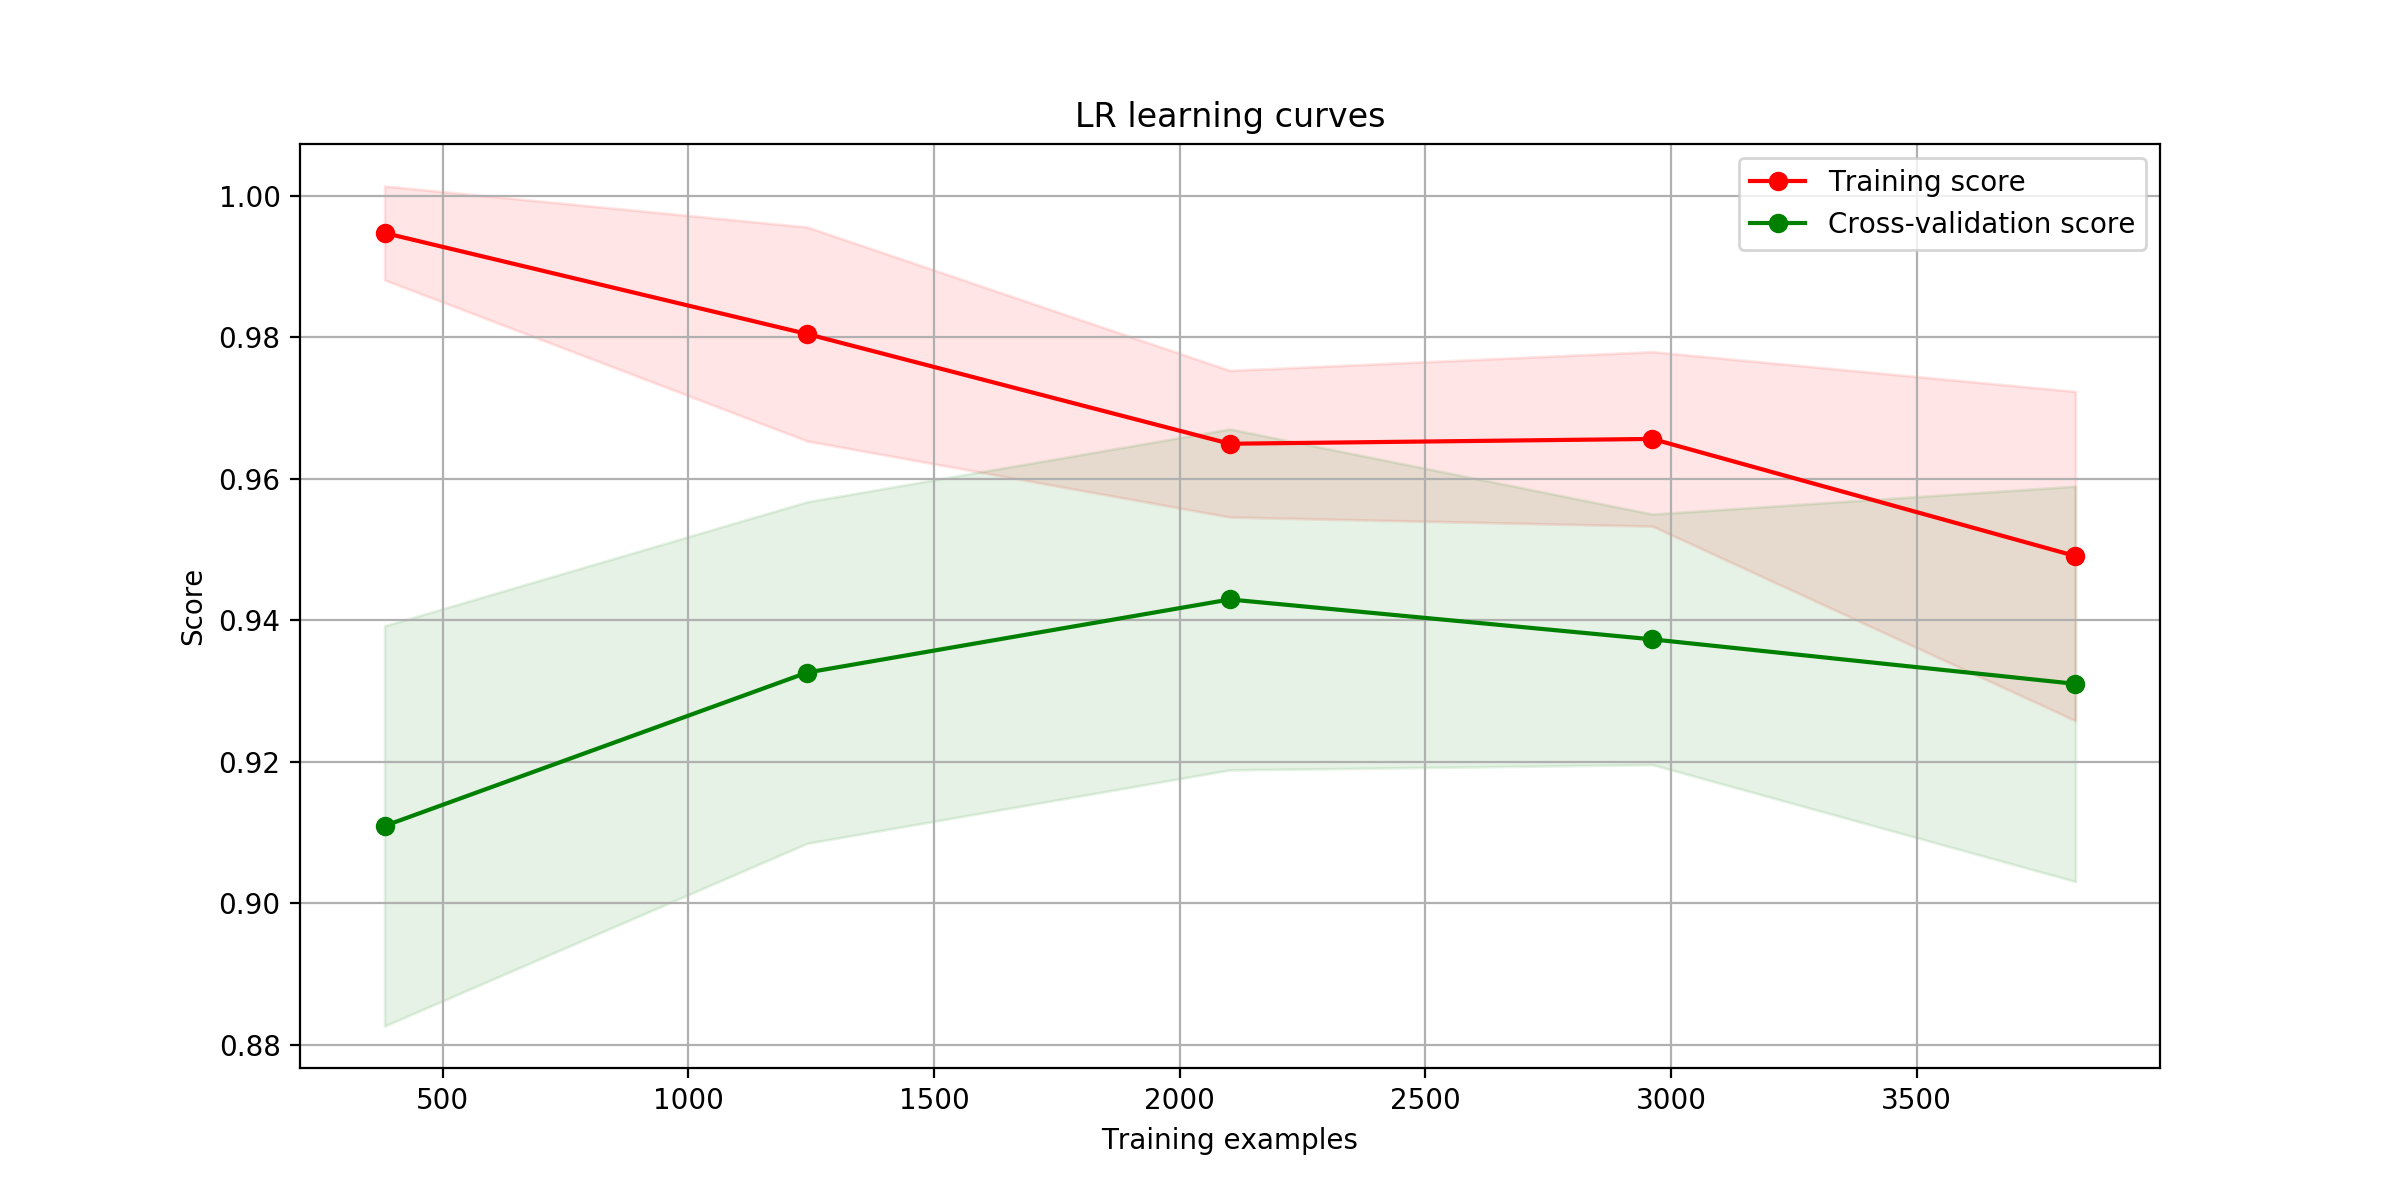 LR learning curves
Training score
Cross-validation score
1.00
0.98
0.96
0.94
0.92
0.90
0.88
Score
500 1000 1500 2000 2500 3000 3500
Training examples